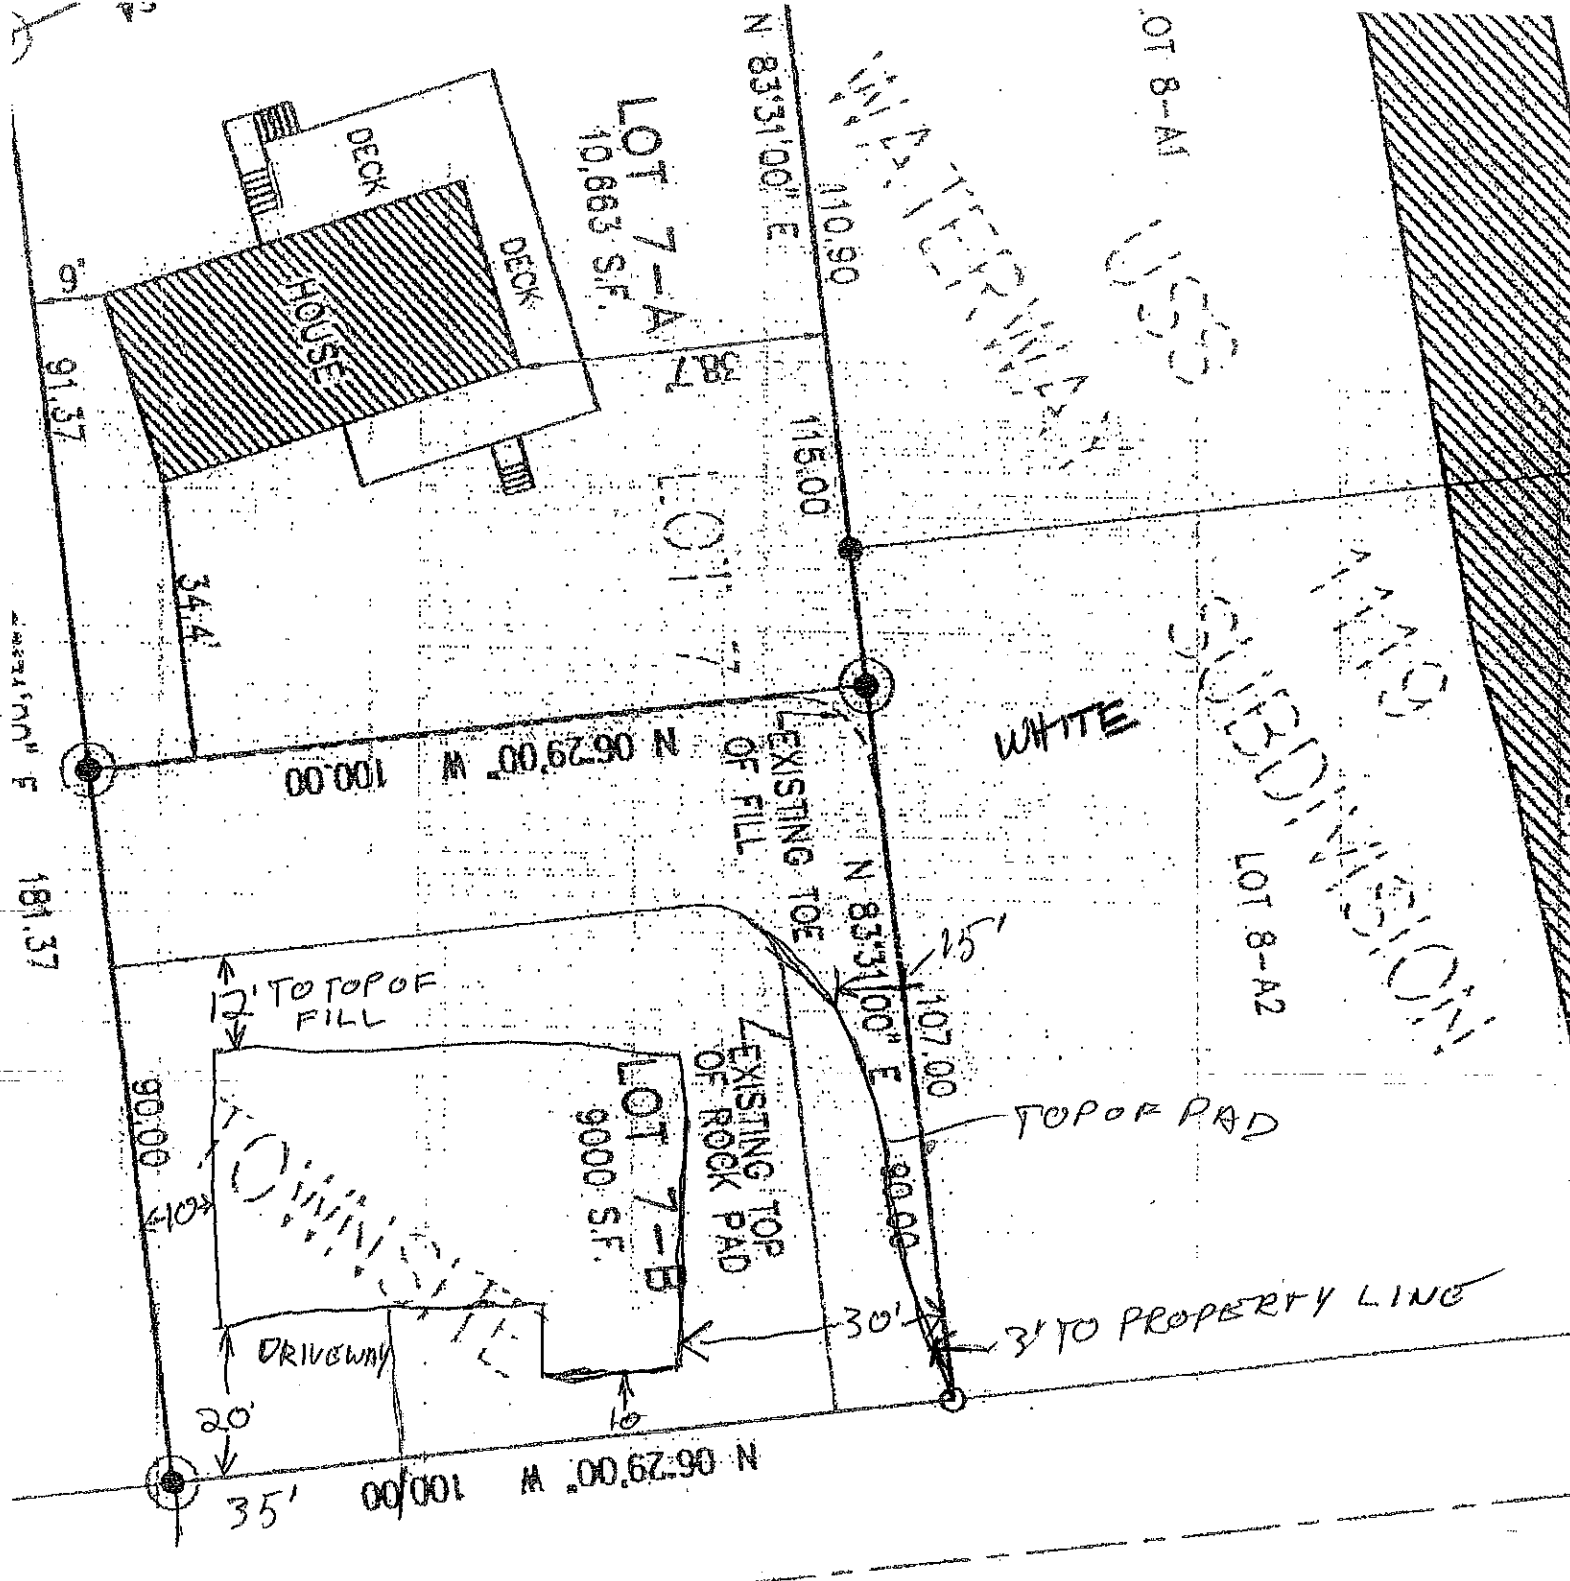 LOT 8-A1
N 83°31'00" E
110.90
WATERWAY
USS
LOT 7-A
10,663 S.F.
DECK
DECK
HOUSE
9'
91.37
38.7
115.00
LOT 7
34.4'
N 06°29'00" W 100.00
EXISTING TOE
OF FILL
WHITE
1119
SUBDIVISION
LOT 8-A2
181.37
N 83°31'00" E
107.00
15'
12' TO TOP OF
FILL
EXISTING TOP
OF ROCK PAD
LOT 7-B
9000 S.F.
TOP OF PAD
90.00
90.00
10
TOWNSITE
30'
3' TO PROPERTY LINE
DRIVEWAY
20'
10
35'
N 06°29'00" W 100.00